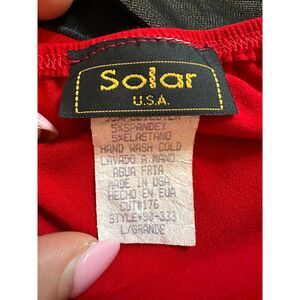 Solar
U.S.A.
5%SPANDEX
5%ELASTANO
HAND WASH COLD
LAVADO A MANO
AGUA FRIA
MADE IN USA
HECHO EN EUA
CUT#176
STYLE#58-333
L/GRANDE